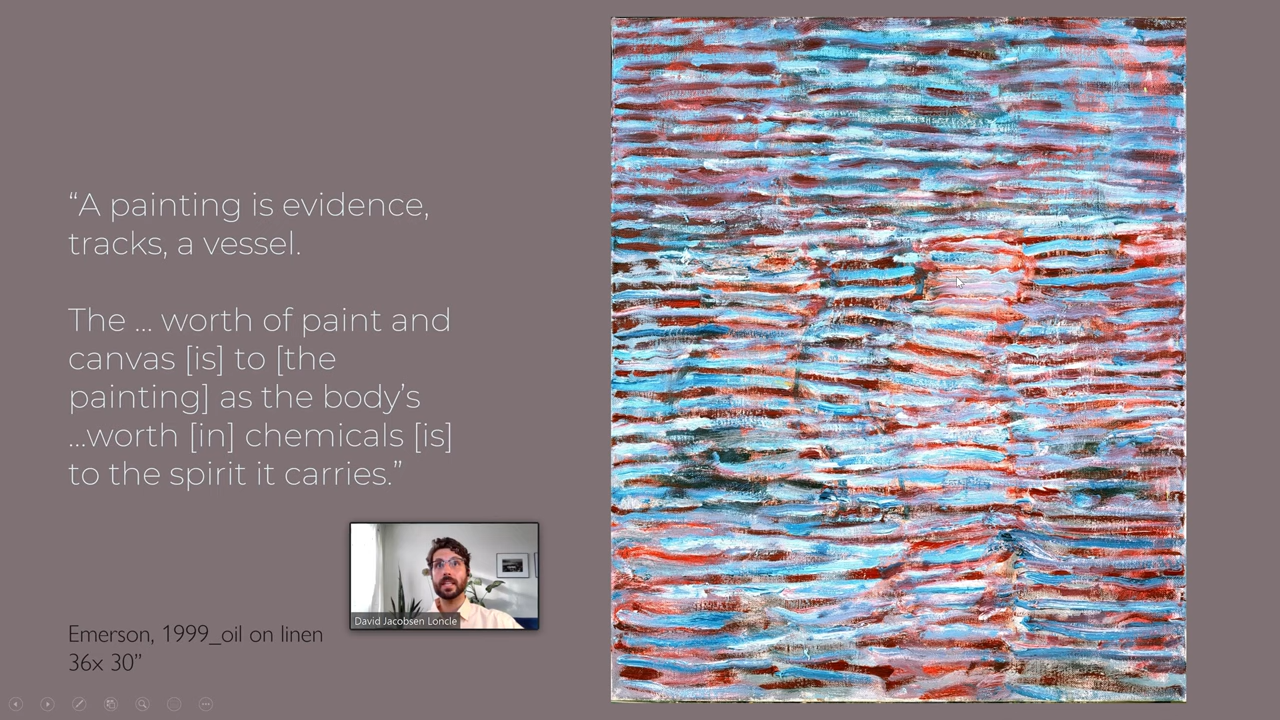 “A painting is evidence,
tracks, a vessel.
The ... worth of paint and
canvas [is] to [the
painting] as the body’s
...worth [in] chemicals [is]
to the spirit it carries.”
David Jacobsen Loncle
Emerson, 1999_oil on linen
36x 30”